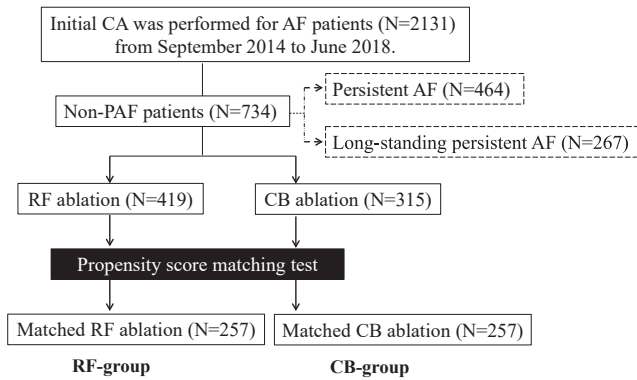 Initial CA was performed for AF patients (N=2131)
from September 2014 to June 2018.
Persistent AF (N=464)
Non-PAF patients (N=734)
Long-standing persistent AF (N=267)
RF ablation (N=419)
CB ablation (N=315)
Propensity score matching test
Matched RF ablation (N=257)
Matched CB ablation (N=257)
RF-group
CB-group